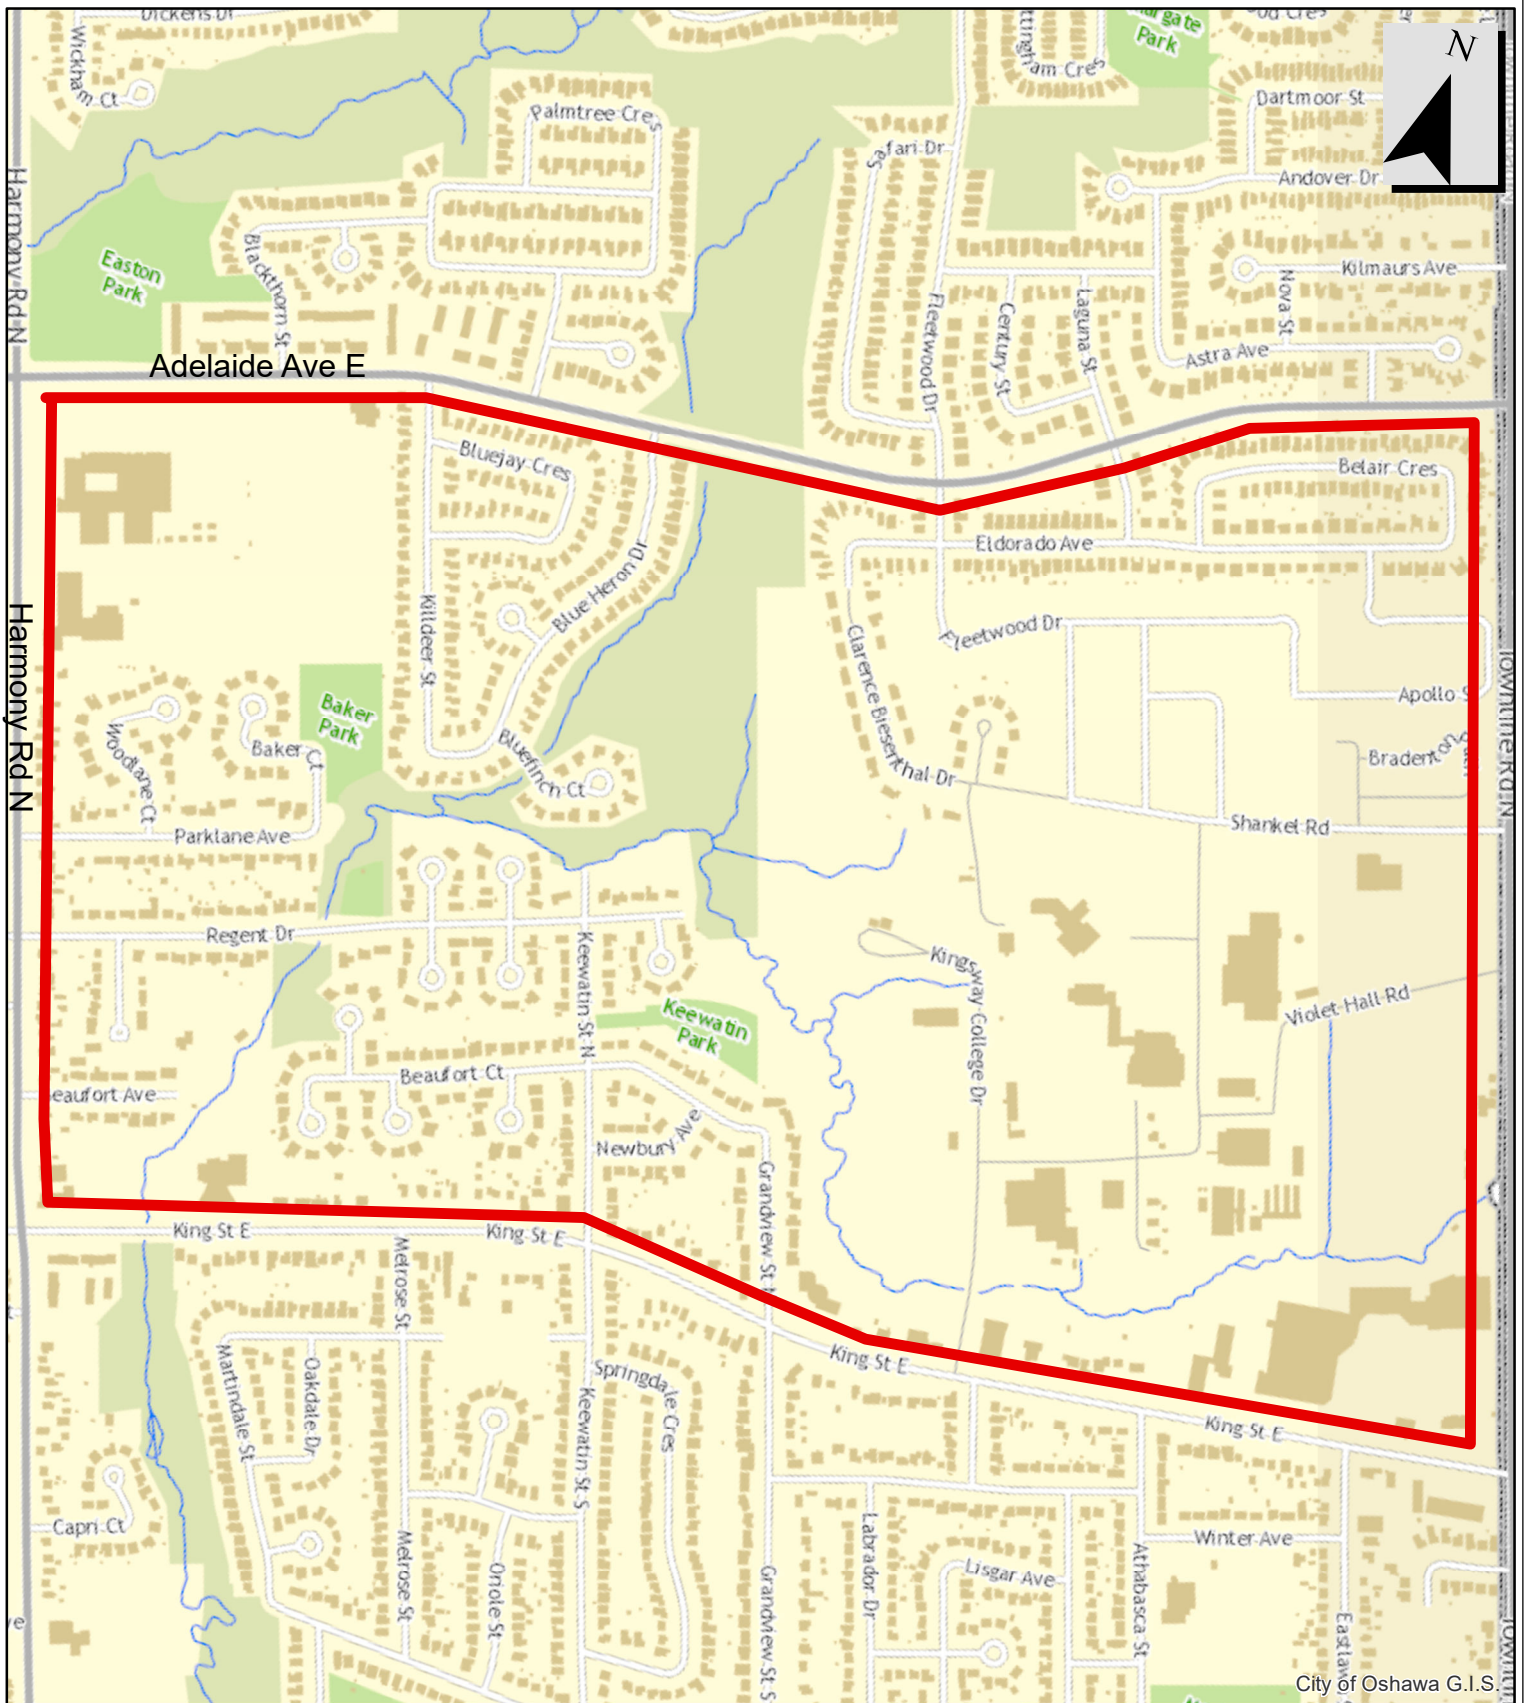 Dickens Dr
Wickham Ct
Palmtree Cres
Park
Dartmoor St
N
Safari Dr
Andover Dr
Harmony Rd N
Easton
Park
Blackthorn St
Kilmaurs Ave
Nova St
Fleetwood Dr
Century St
Laguna St
Astra Ave
Adelaide Ave E
Bluejay Cres
Belair Cres
Eldorado Ave
Killdeer St
Blue Heron Dr
Harmony Rd N
Fleetwood Dr
Clarence Biesenthal Dr
Apollo S
Townline Rd N
Baker
Park
Woodlane Ct
Baker Ct
Bluefinch Ct
Bradenton
Parklane Ave
Shankel Rd
Regent Dr
Keewatin St N
Kingsway College Dr
Violet Hall Rd
Keewatin
Park
Beaufort Ct
eaufort Ave
Newbury Ave
Grandview St N
King St E
King St E
Melrose St
King St E
Martindale St
Oakdale Dr
Springdale Cres
Keewatin St S
King St E
Capri Ct
Melrose St
Oriole St
Grandview St S
Labrador Dr
Lisgar Ave
Athabasca St
Winter Ave
Eastlaw
City of Oshawa G.I.S.